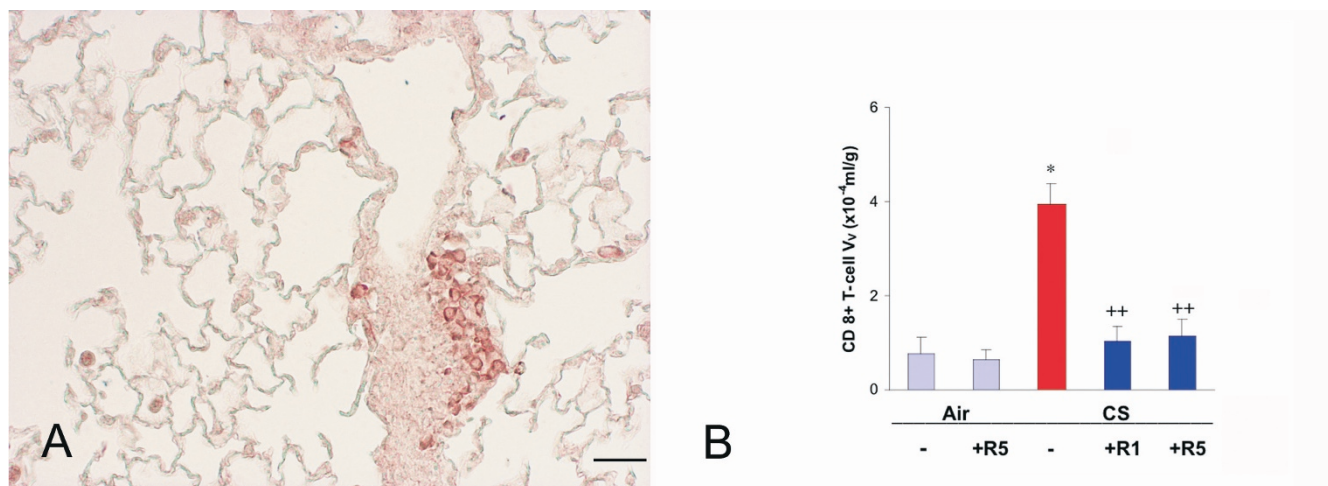 A
B
CD 8+ T-cell VV (x10-4ml/g)
6
4
2
0
*
++
++
Air
CS
-
+R5
-
+R1
+R5